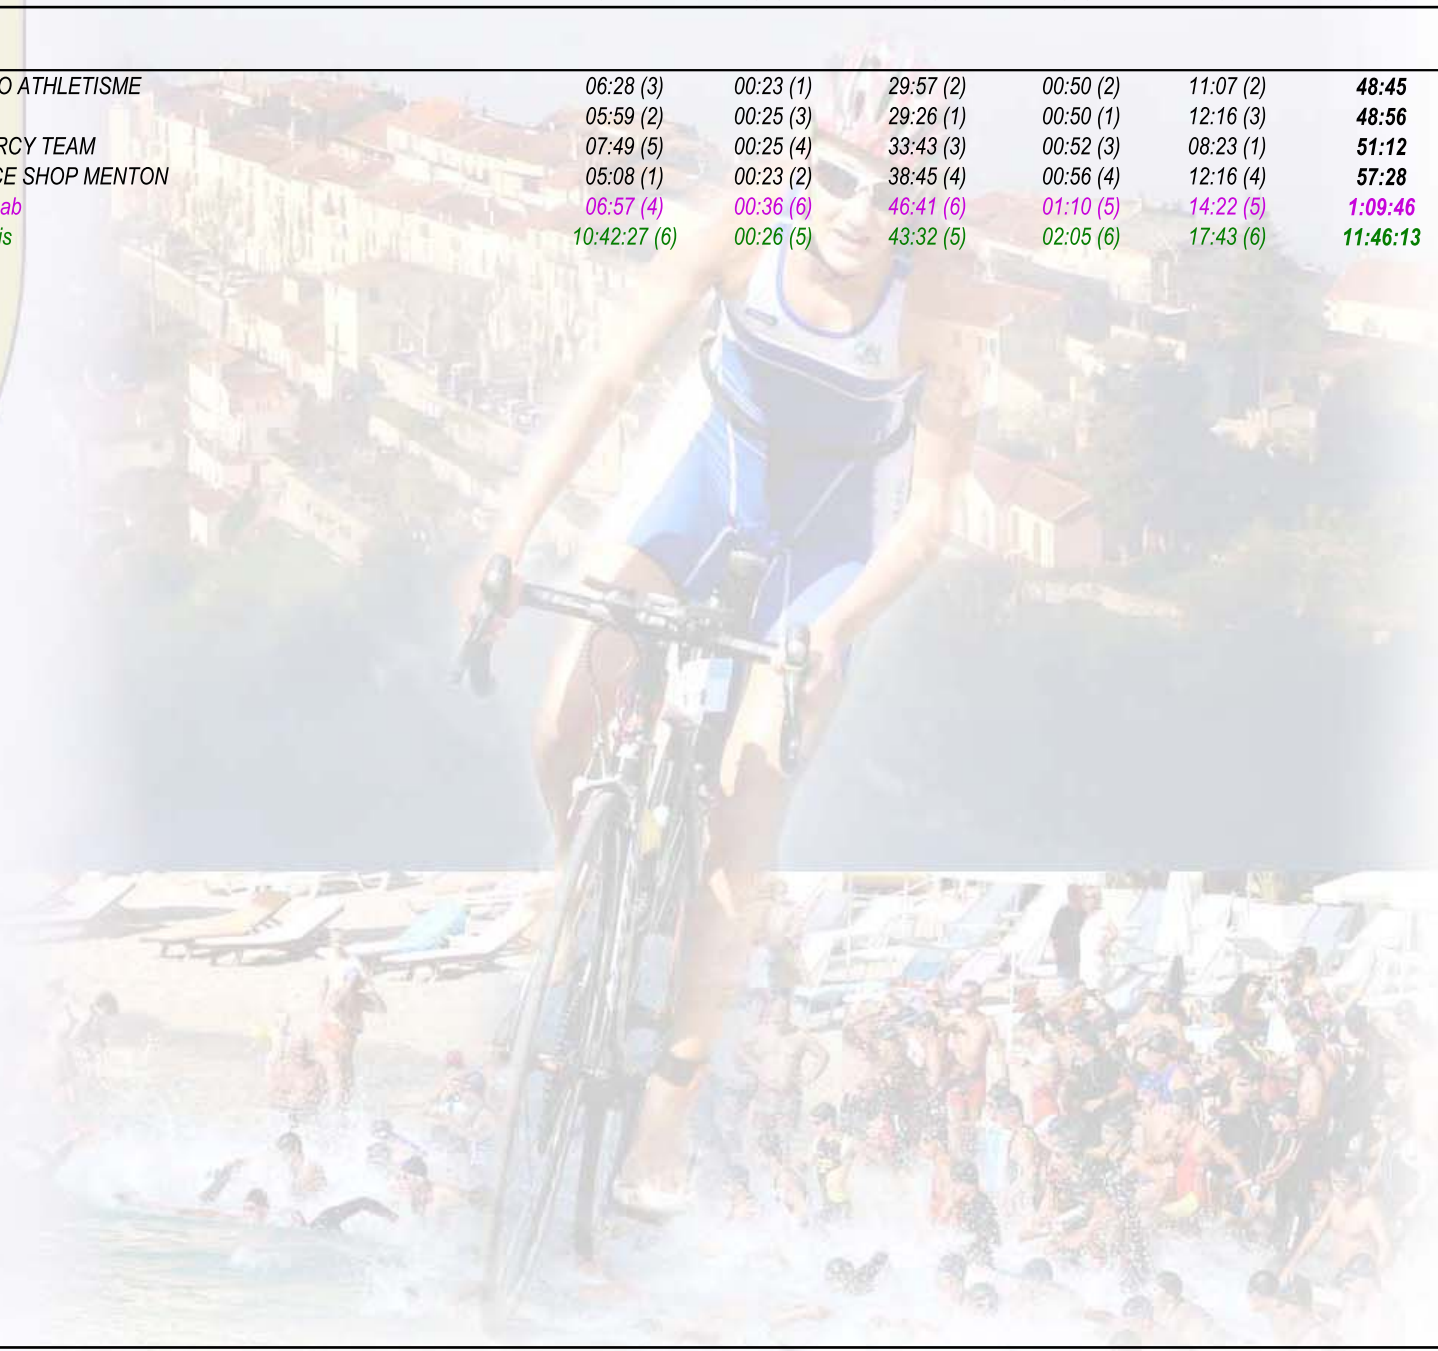 O ATHLETISME 06:28 (3) 00:23 (1) 29:57 (2) 00:50 (2) 11:07 (2) 48:45
05:59 (2) 00:25 (3) 29:26 (1) 00:50 (1) 12:16 (3) 48:56
RCY TEAM 07:49 (5) 00:25 (4) 33:43 (3) 00:52 (3) 08:23 (1) 51:12
CE SHOP MENTON 05:08 (1) 00:23 (2) 38:45 (4) 00:56 (4) 12:16 (4) 57:28
ab 06:57 (4) 00:36 (6) 46:41 (6) 01:10 (5) 14:22 (5) 1:09:46
is 10:42:27 (6) 00:26 (5) 43:32 (5) 02:05 (6) 17:43 (6) 11:46:13